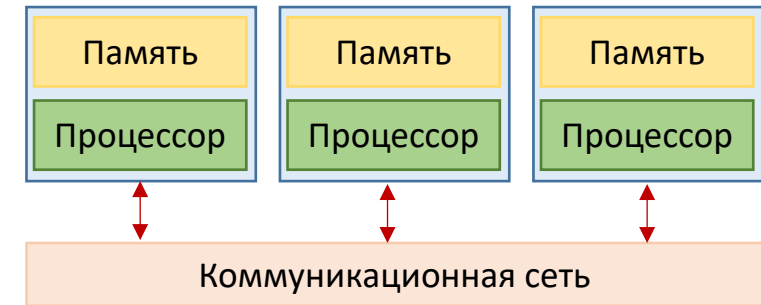 Память Память Память
Процессор Процессор Процессор
Коммуникационная сеть